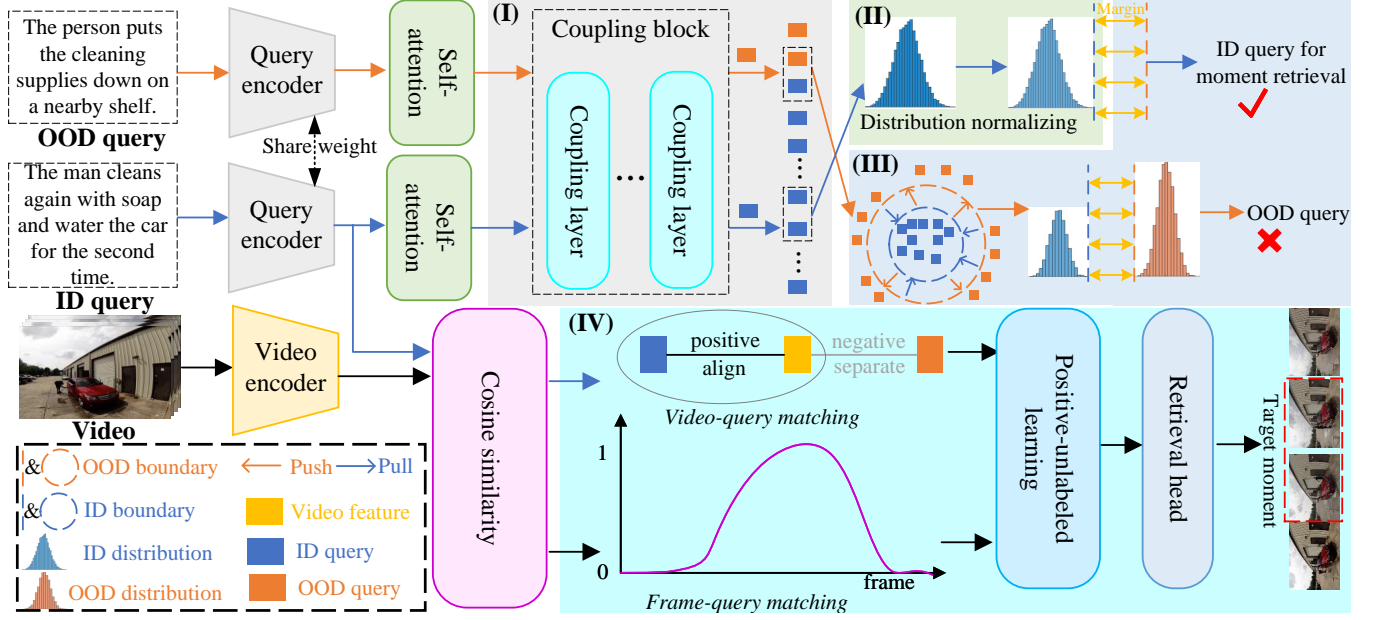 The person puts
the cleaning
supplies down on
a nearby shelf.
OOD query
The man cleans
again with soap
and water the car
for the second
time.
ID query
Video
Query
encoder
Share weight
Query
encoder
Video
encoder
Self-
attention
Self-
attention
(I)
Coupling block
Coupling layer
...
Coupling layer
(II)
Distribution normalizing
Margin
ID query for
moment retrieval
(III)
OOD query
Cosine similarity
(IV)
positive
align
negative
separate
Video-query matching
1
0
frame
Frame-query matching
Positive-unlabeled
learning
Retrieval head
Target moment
& OOD boundary
Push
Pull
& ID boundary
Video feature
ID distribution
ID query
OOD distribution
OOD query